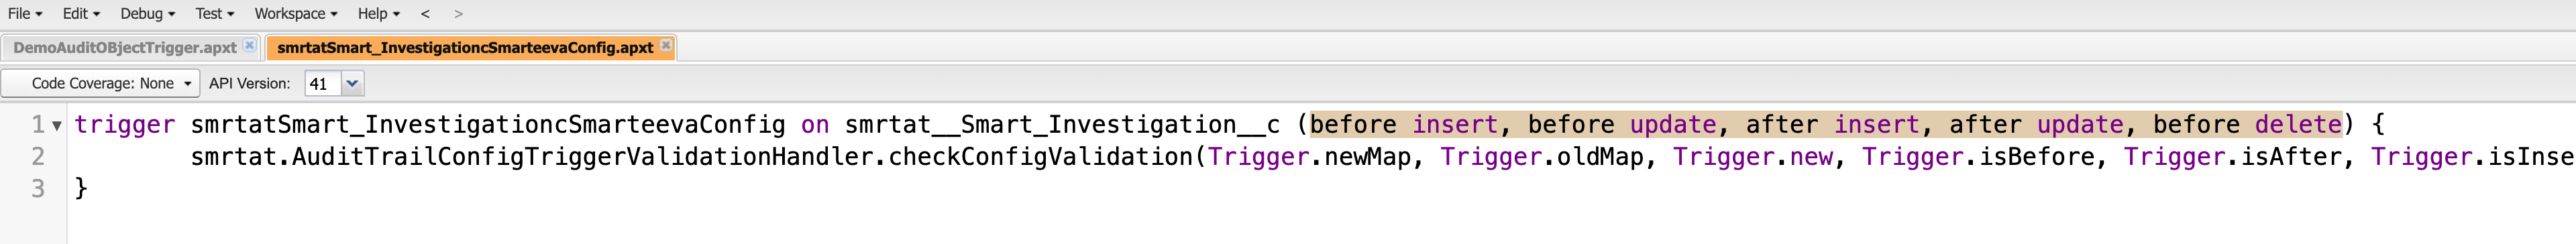 File Edit Debug Test Workspace Help < >
DemoAuditOBjectTrigger.apxt smrtatSmart_InvestigationcSmarteevaConfig.apxt
Code Coverage: None API Version: 41
1 trigger smrtatSmart_InvestigationcSmarteevaConfig on smrtat__Smart_Investigation__c (before insert, before update, after insert, after update, before delete) {
2 smrtat.AuditTrailConfigTriggerValidationHandler.checkConfigValidation(Trigger.newMap, Trigger.oldMap, Trigger.new, Trigger.isBefore, Trigger.isAfter, Trigger.isInse
3 }